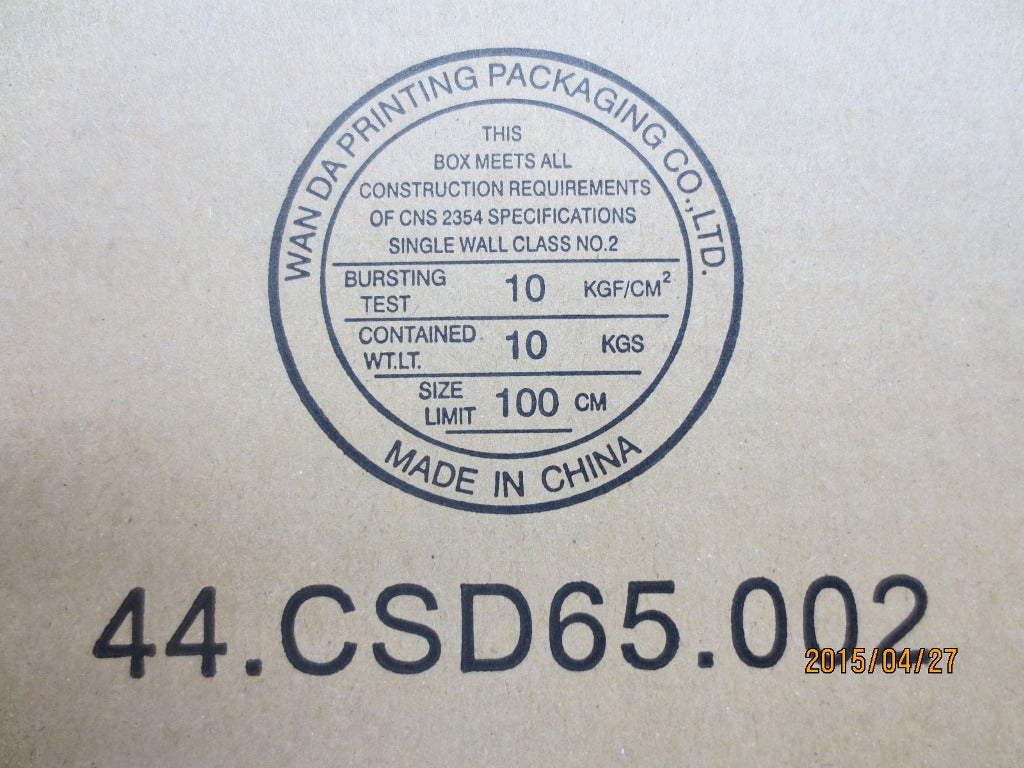 WAN DA PRINTING PACKAGING CO.,LTD.
THIS
BOX MEETS ALL
CONSTRUCTION REQUIREMENTS
OF CNS 2354 SPECIFICATIONS
SINGLE WALL CLASS NO.2
BURSTING TEST 10 KGF/CM²
CONTAINED WT.LT. 10 KGS
SIZE LIMIT 100 CM
MADE IN CHINA
44.CSD65.002
2015/04/27